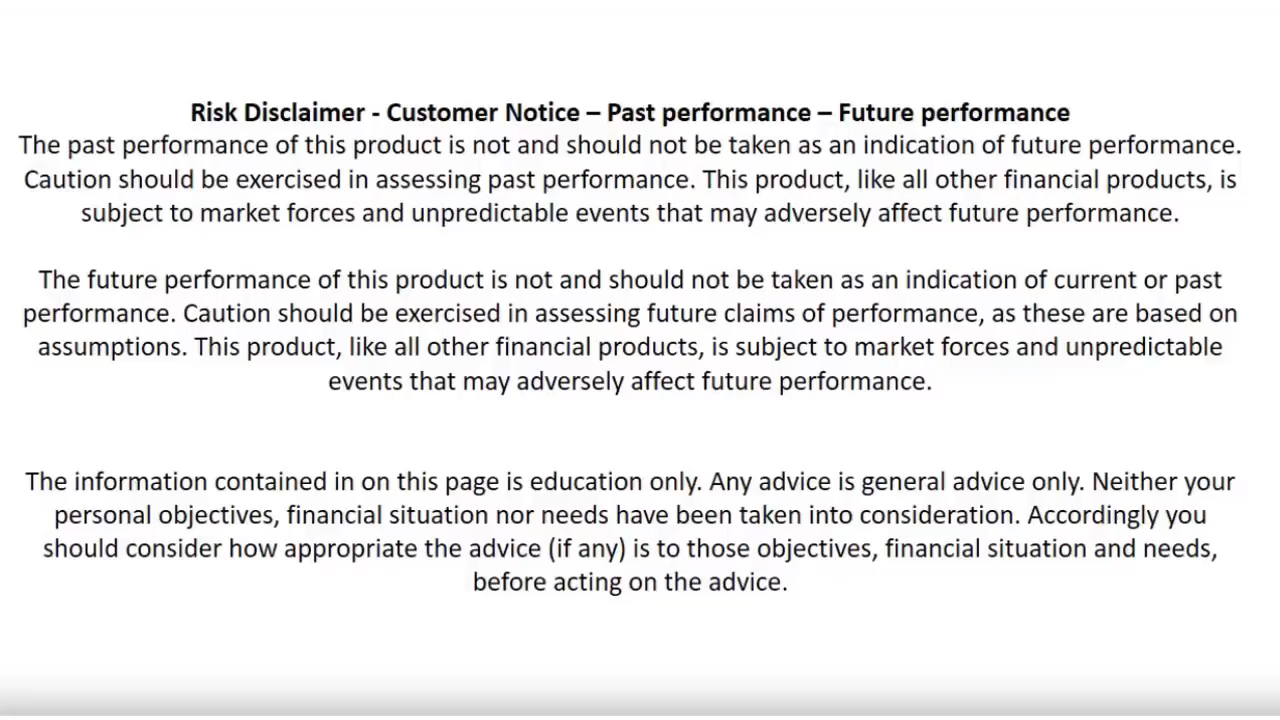 Risk Disclaimer - Customer Notice – Past performance – Future performance
The past performance of this product is not and should not be taken as an indication of future performance.
Caution should be exercised in assessing past performance. This product, like all other financial products, is
subject to market forces and unpredictable events that may adversely affect future performance.
The future performance of this product is not and should not be taken as an indication of current or past
performance. Caution should be exercised in assessing future claims of performance, as these are based on
assumptions. This product, like all other financial products, is subject to market forces and unpredictable
events that may adversely affect future performance.
The information contained in on this page is education only. Any advice is general advice only. Neither your
personal objectives, financial situation nor needs have been taken into consideration. Accordingly you
should consider how appropriate the advice (if any) is to those objectives, financial situation and needs,
before acting on the advice.